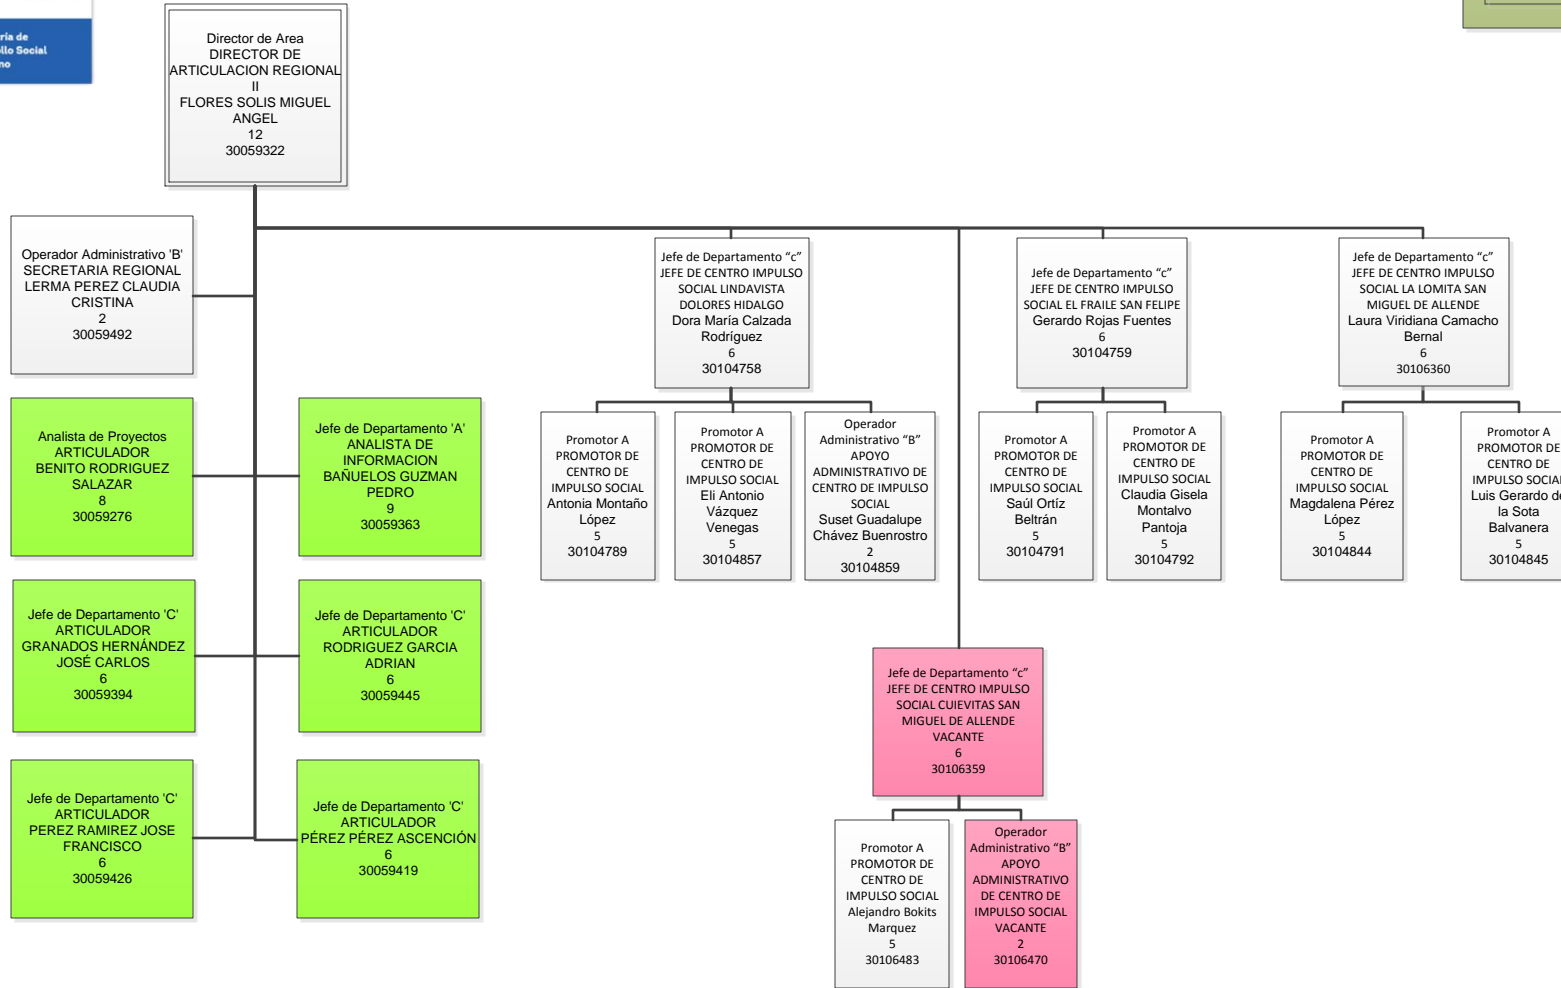 ría de
llo Social
no
Director de Area
DIRECTOR DE
ARTICULACION REGIONAL
II
FLORES SOLIS MIGUEL
ANGEL
12
30059322
Operador Administrativo 'B'
SECRETARIA REGIONAL
LERMA PEREZ CLAUDIA
CRISTINA
2
30059492
Jefe de Departamento “c”
JEFE DE CENTRO IMPULSO
SOCIAL LINDAVISTA
DOLORES HIDALGO
Dora María Calzada
Rodríguez
6
30104758
Jefe de Departamento “c”
JEFE DE CENTRO IMPULSO
SOCIAL EL FRAILE SAN FELIPE
Gerardo Rojas Fuentes
6
30104759
Jefe de Departamento “c”
JEFE DE CENTRO IMPULSO
SOCIAL LA LOMITA SAN
MIGUEL DE ALLENDE
Laura Viridiana Camacho
Bernal
6
30106360
Analista de Proyectos
ARTICULADOR
BENITO RODRIGUEZ
SALAZAR
8
30059276
Jefe de Departamento 'A'
ANALISTA DE
INFORMACION
BAÑUELOS GUZMAN
PEDRO
9
30059363
Promotor A
PROMOTOR DE
CENTRO DE
IMPULSO SOCIAL
Antonia Montaño
López
5
30104789
Promotor A
PROMOTOR DE
CENTRO DE
IMPULSO SOCIAL
Eli Antonio
Vázquez
Venegas
5
30104857
Operador
Administrativo “B”
APOYO
ADMINISTRATIVO DE
CENTRO DE IMPULSO
SOCIAL
Suset Guadalupe
Chávez Buenrostro
2
30104859
Promotor A
PROMOTOR DE
CENTRO DE
IMPULSO SOCIAL
Saúl Ortíz
Beltrán
5
30104791
Promotor A
PROMOTOR DE
CENTRO DE
IMPULSO SOCIAL
Claudia Gisela
Montalvo
Pantoja
5
30104792
Promotor A
PROMOTOR DE
CENTRO DE
IMPULSO SOCIAL
Magdalena Pérez
López
5
30104844
Promotor A
PROMOTOR DE
CENTRO DE
IMPULSO SOCIAL
Luis Gerardo de
la Sota
Balvanera
5
30104845
Jefe de Departamento 'C'
ARTICULADOR
GRANADOS HERNÁNDEZ
JOSÉ CARLOS
6
30059394
Jefe de Departamento 'C'
ARTICULADOR
RODRIGUEZ GARCIA
ADRIAN
6
30059445
Jefe de Departamento “c”
JEFE DE CENTRO IMPULSO
SOCIAL CUIEVITAS SAN
MIGUEL DE ALLENDE
VACANTE
6
30106359
Jefe de Departamento 'C'
ARTICULADOR
PEREZ RAMIREZ JOSE
FRANCISCO
6
30059426
Jefe de Departamento 'C'
ARTICULADOR
PÉREZ PÉREZ ASCENCIÓN
6
30059419
Promotor A
PROMOTOR DE
CENTRO DE
IMPULSO SOCIAL
Alejandro Bokits
Marquez
5
30106483
Operador
Administrativo “B”
APOYO
ADMINISTRATIVO
DE CENTRO DE
IMPULSO SOCIAL
VACANTE
2
30106470